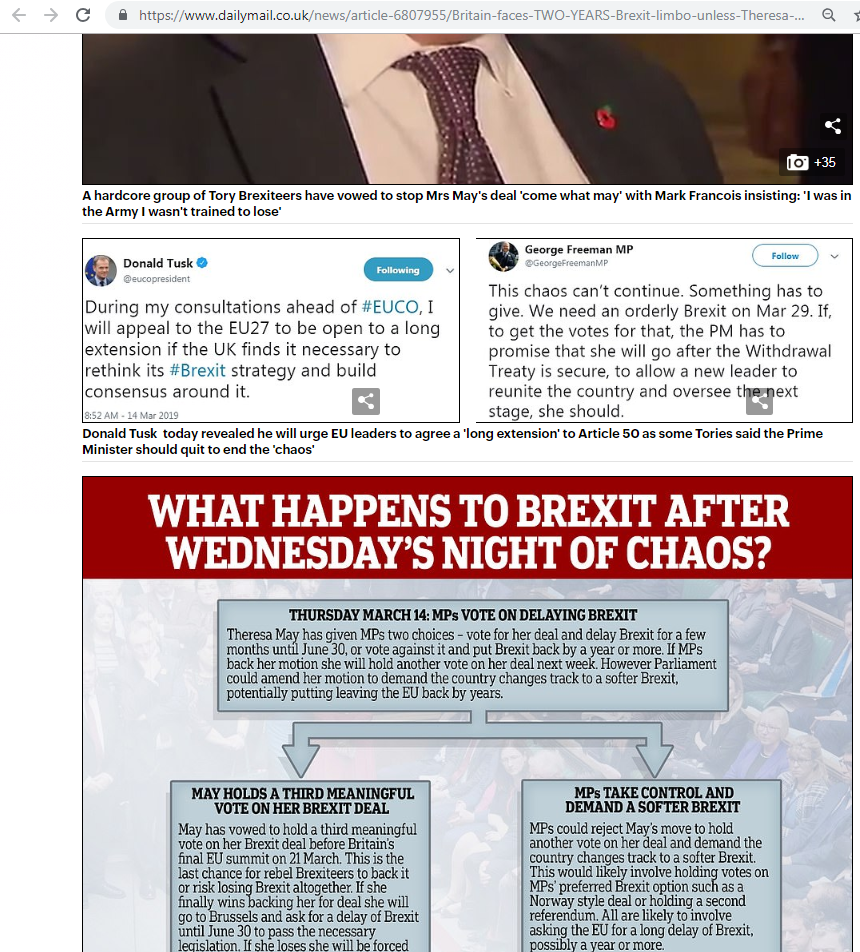 https://www.dailymail.co.uk/news/article-6807955/Britain-faces-TWO-YEARS-Brexit-limbo-unless-Theresa-...
+35
A hardcore group of Tory Brexiteers have vowed to stop Mrs May's deal 'come what may' with Mark Francois insisting: 'I was in
the Army I wasn't trained to lose'
Donald Tusk
@eucopresident
Following
During my consultations ahead of #EUCO, I
will appeal to the EU27 to be open to a long
extension if the UK finds it necessary to
rethink its #Brexit strategy and build
consensus around it.
8:52 AM - 14 Mar 2019
George Freeman MP
@GeorgeFreemanMP
Follow
This chaos can't continue. Something has to
give. We need an orderly Brexit on Mar 29. If,
to get the votes for that, the PM has to
promise that she will go after the Withdrawal
Treaty is secure, to allow a new leader to
reunite the country and oversee the next
stage, she should.
Donald Tusk today revealed he will urge EU leaders to agree a 'long extension' to Article 50 as some Tories said the Prime
Minister should quit to end the 'chaos'
WHAT HAPPENS TO BREXIT AFTER
WEDNESDAY'S NIGHT OF CHAOS?
THURSDAY MARCH 14: MPs VOTE ON DELAYING BREXIT
Theresa May has given MPs two choices – vote for her deal and delay Brexit for a few
months until June 30, or vote against it and put Brexit back by a year or more. If MPs
back her motion she will hold another vote on her deal next week. However Parliament
could amend her motion to demand the country changes track to a softer Brexit,
potentially putting leaving the EU back by years.
MAY HOLDS A THIRD MEANINGFUL
VOTE ON HER BREXIT DEAL
May has vowed to hold a third meaningful
vote on her Brexit deal before Britain's
final EU summit on 21 March. This is the
last chance for rebel Brexiteers to back it
or risk losing Brexit altogether. If she
finally wins backing her for deal she will
go to Brussels and ask for a delay of Brexit
until June 30 to pass the necessary
legislation. If she loses she will be forced
MPs TAKE CONTROL AND
DEMAND A SOFTER BREXIT
MPs could reject May's move to hold
another vote on her deal and demand the
country changes track to a softer Brexit.
This would likely involve holding votes on
MPs' preferred Brexit option such as a
Norway style deal or holding a second
referendum. All are likely to involve
asking the EU for a long delay of Brexit,
possibly a year or more.